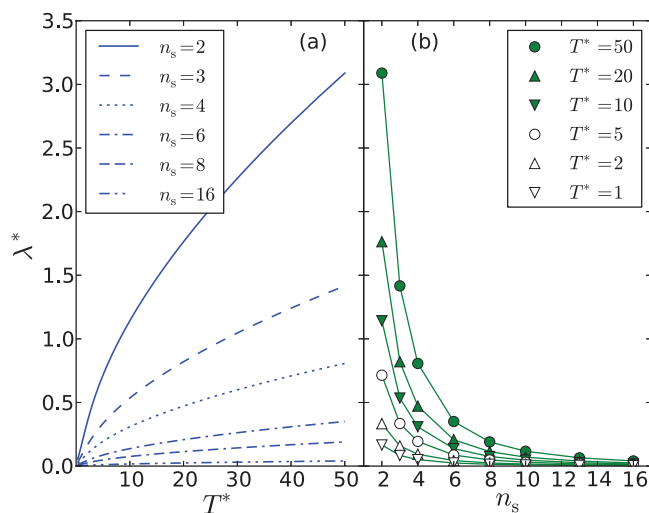 3.5
3.0
2.5
2.0
1.5
1.0
0.5
0.0
λ*
n_s=2
n_s=3
n_s=4
n_s=6
n_s=8
n_s=16
(a)
10 20 30 40 50
T*
(b)
T* =50
T* =20
T* =10
T* =5
T* =2
T* =1
2 4 6 8 10 12 14 16
n_s